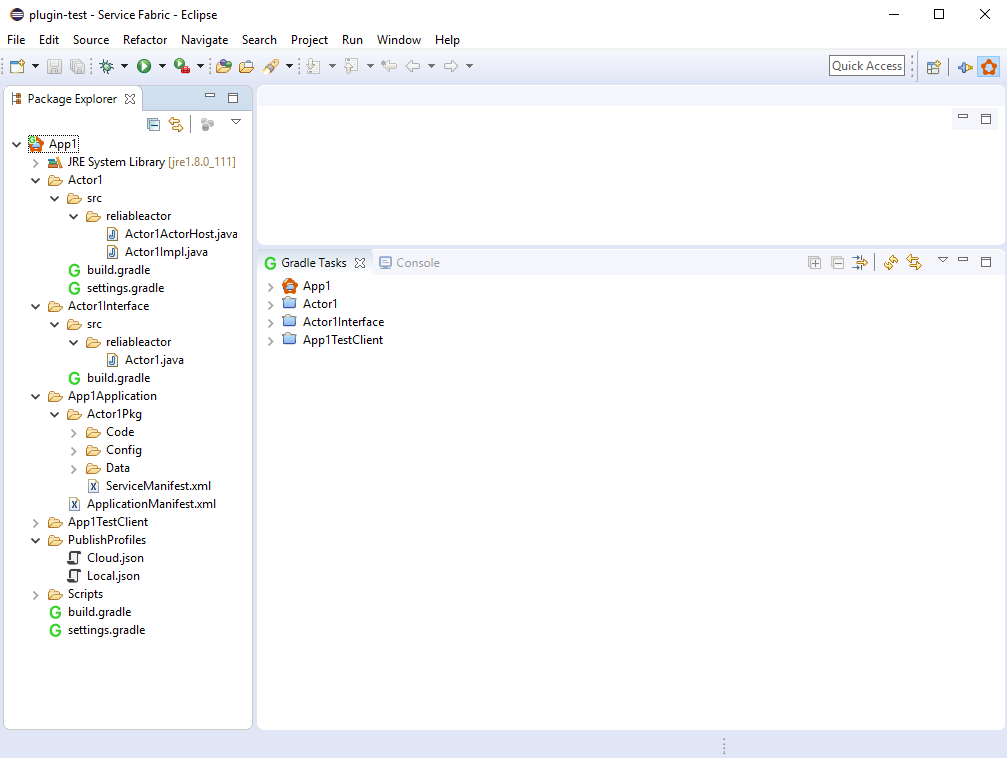 plugin-test - Service Fabric - Eclipse
File Edit Source Refactor Navigate Search Project Run Window Help
Quick Access
Package Explorer
App1
JRE System Library [jre1.8.0_111]
Actor1
src
reliableactor
Actor1ActorHost.java
Actor1Impl.java
build.gradle
settings.gradle
Actor1Interface
src
reliableactor
Actor1.java
build.gradle
App1Application
Actor1Pkg
Code
Config
Data
ServiceManifest.xml
ApplicationManifest.xml
App1TestClient
PublishProfiles
Cloud.json
Local.json
Scripts
build.gradle
settings.gradle
Gradle Tasks Console
App1
Actor1
Actor1Interface
App1TestClient